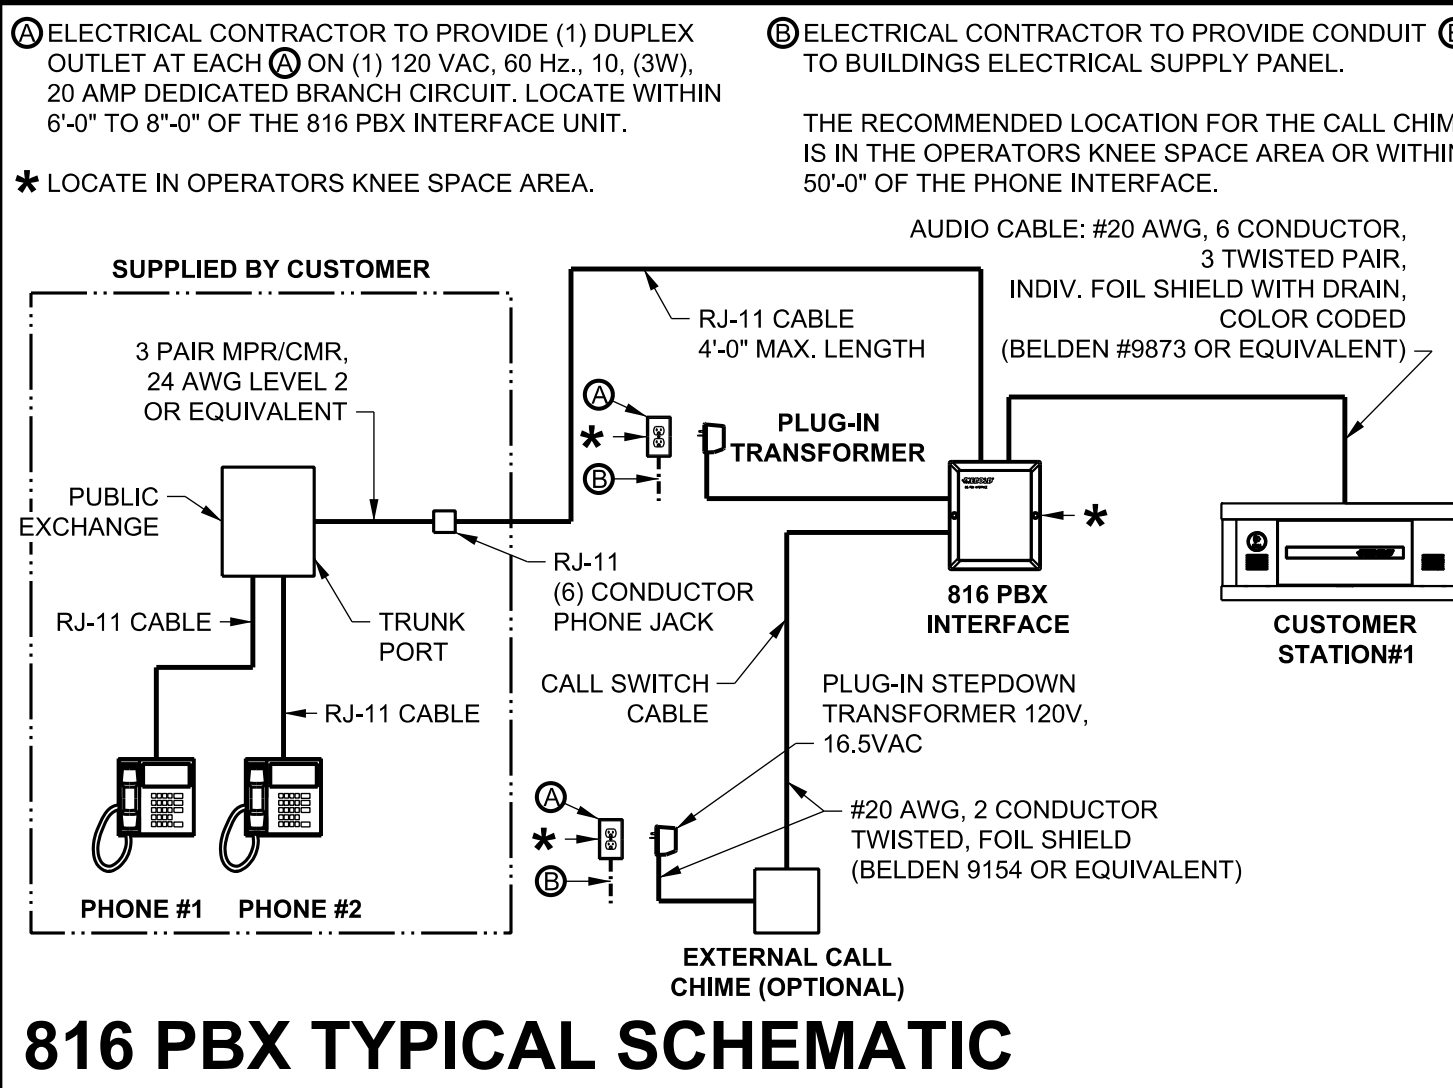 Ⓐ ELECTRICAL CONTRACTOR TO PROVIDE (1) DUPLEX
OUTLET AT EACH Ⓐ ON (1) 120 VAC, 60 Hz., 10, (3W),
20 AMP DEDICATED BRANCH CIRCUIT. LOCATE WITHIN
6'-0" TO 8"-0" OF THE 816 PBX INTERFACE UNIT.
* LOCATE IN OPERATORS KNEE SPACE AREA.
Ⓑ ELECTRICAL CONTRACTOR TO PROVIDE CONDUIT
TO BUILDINGS ELECTRICAL SUPPLY PANEL.
THE RECOMMENDED LOCATION FOR THE CALL CHIM
IS IN THE OPERATORS KNEE SPACE AREA OR WITHIN
50'-0" OF THE PHONE INTERFACE.
AUDIO CABLE: #20 AWG, 6 CONDUCTOR,
3 TWISTED PAIR,
INDIV. FOIL SHIELD WITH DRAIN,
COLOR CODED
(BELDEN #9873 OR EQUIVALENT)
SUPPLIED BY CUSTOMER
RJ-11 CABLE
4'-0" MAX. LENGTH
3 PAIR MPR/CMR,
24 AWG LEVEL 2
OR EQUIVALENT
Ⓐ
*
Ⓑ
PLUG-IN
TRANSFORMER
PUBLIC
EXCHANGE
*
RJ-11
(6) CONDUCTOR
PHONE JACK
816 PBX
INTERFACE
CUSTOMER
STATION#1
RJ-11 CABLE
TRUNK
PORT
RJ-11 CABLE
CALL SWITCH
CABLE
PLUG-IN STEPDOWN
TRANSFORMER 120V,
16.5VAC
Ⓐ
*
Ⓑ
#20 AWG, 2 CONDUCTOR
TWISTED, FOIL SHIELD
(BELDEN 9154 OR EQUIVALENT)
PHONE #1
PHONE #2
EXTERNAL CALL
CHIME (OPTIONAL)
816 PBX TYPICAL SCHEMATIC